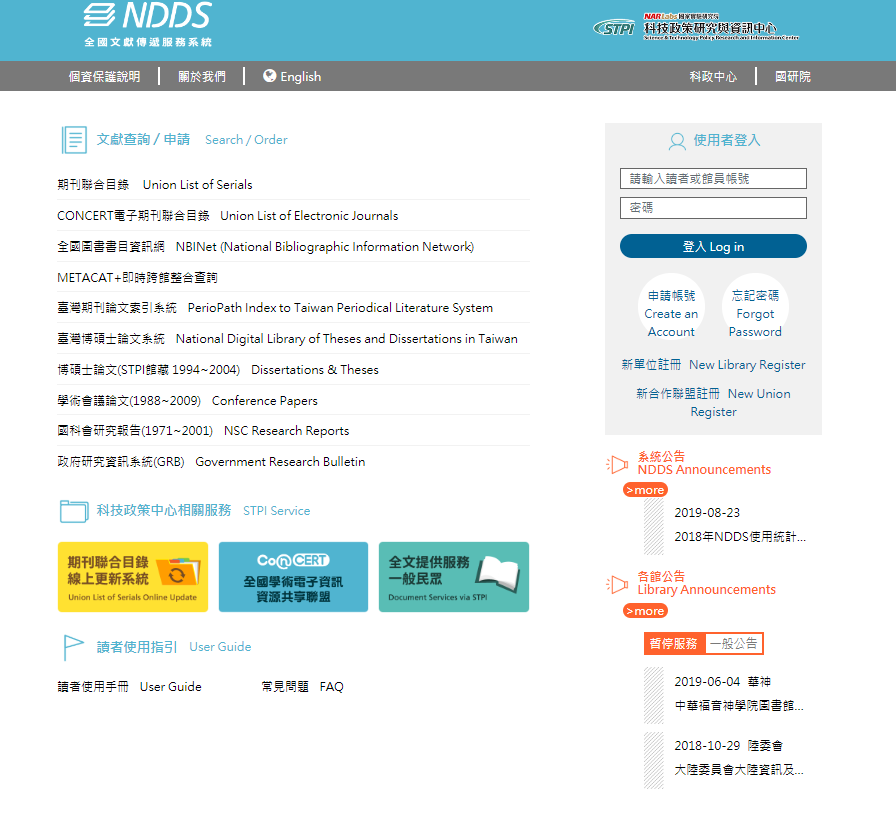 NDDS
全國文獻傳遞服務系統
STPI
NARLabs 國家實驗研究院
科技政策研究與資訊中心
Science & Technology Policy Research and Information Center
個資保護說明
關於我們
English
科政中心
國研院
文獻查詢 / 申請 Search / Order
期刊聯合目錄 Union List of Serials
CONCERT電子期刊聯合目錄 Union List of Electronic Journals
全國圖書書目資訊網 NBINet (National Bibliographic Information Network)
METACAT+即時跨館整合查詢
臺灣期刊論文索引系統 PerioPath Index to Taiwan Periodical Literature System
臺灣博碩士論文系統 National Digital Library of Theses and Dissertations in Taiwan
博碩士論文(STPI館藏 1994~2004) Dissertations & Theses
學術會議論文(1988~2009) Conference Papers
國科會研究報告(1971~2001) NSC Research Reports
政府研究資訊系統(GRB) Government Research Bulletin
科技政策中心相關服務 STPI Service
期刊聯合目錄
線上更新系統
Union List of Serials Online Update
ConCERT
全國學術電子資訊
資源共享聯盟
全文提供服務
一般民眾
Document Services via STPI
讀者使用指引 User Guide
讀者使用手冊 User Guide
常見問題 FAQ
使用者登入
請輸入讀者或館員帳號
密碼
登入 Log in
申請帳號
Create an
Account
忘記密碼
Forgot
Password
新單位註冊 New Library Register
新合作聯盟註冊 New Union
Register
系統公告
NDDS Announcements
>more
2019-08-23
2018年NDDS使用統計...
各館公告
Library Announcements
>more
暫停服務
一般公告
2019-06-04 華神
中華福音神學院圖書館...
2018-10-29 陸委會
大陸委員會大陸資訊及...